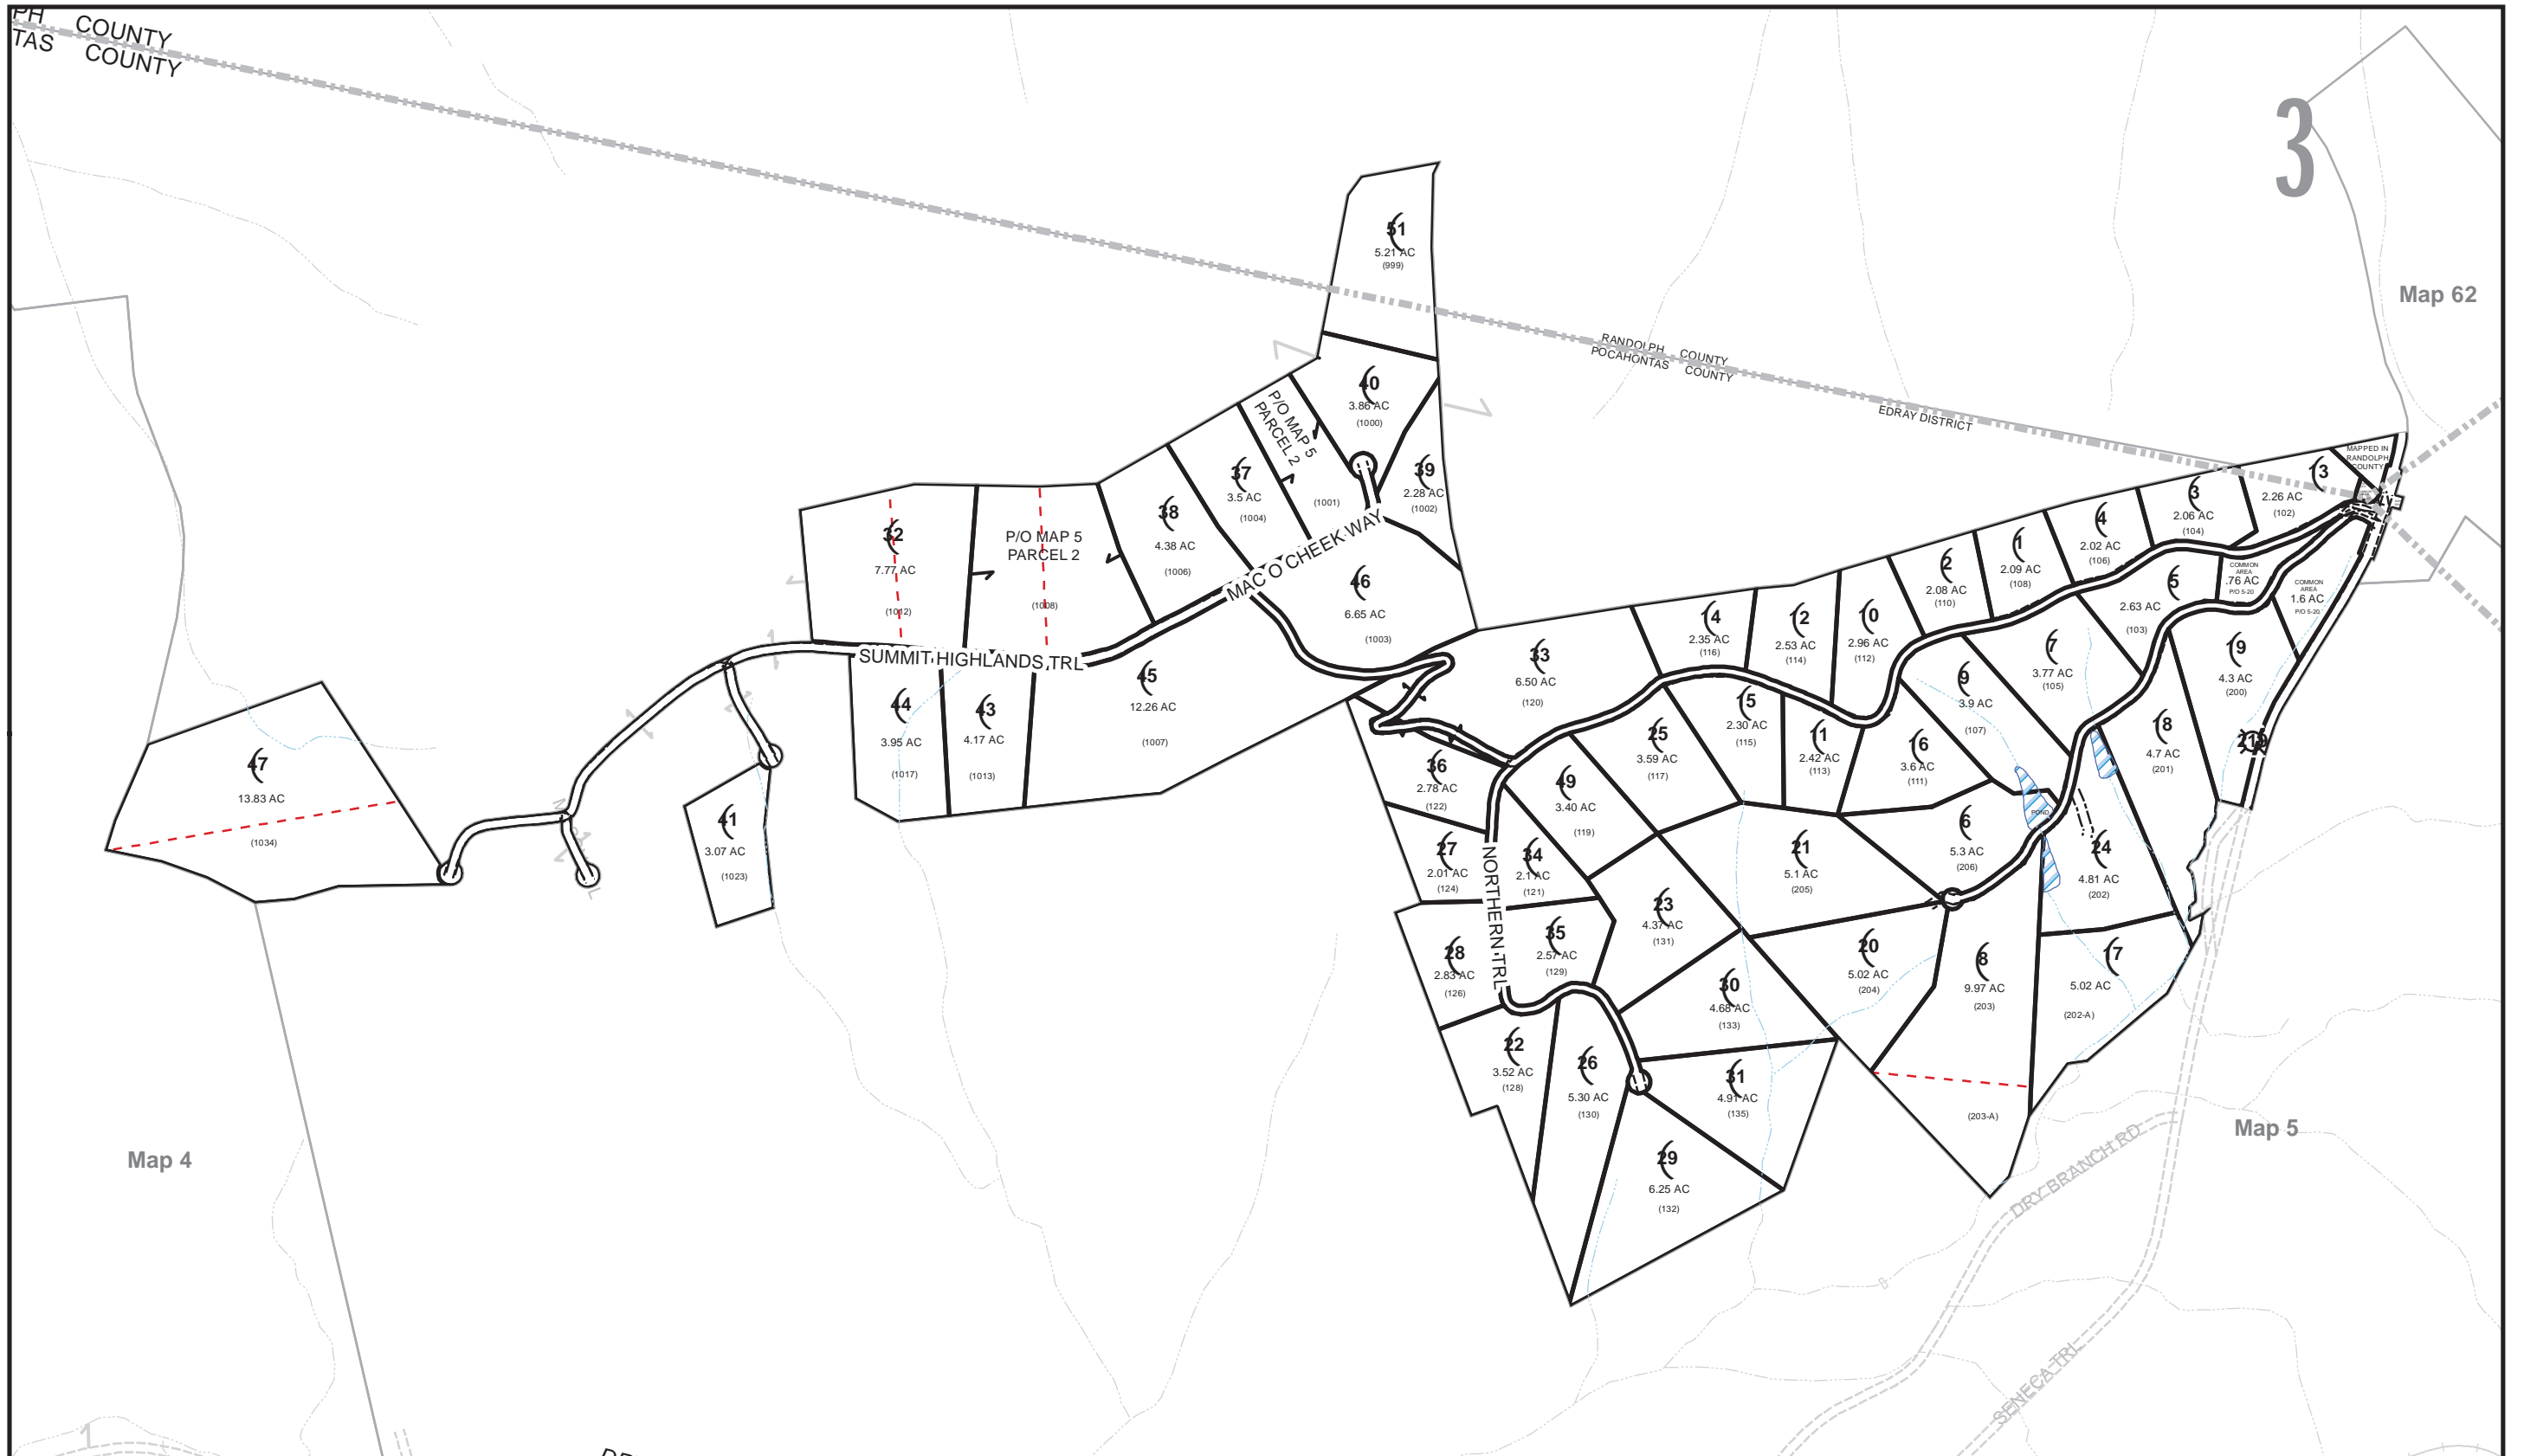 PH COUNTY
TAS COUNTY
3
Map 62
51
5.21 AC
(999)
RANDOLPH COUNTY
POCAHONTAS COUNTY
EDRAY DISTRICT
40
3.86 AC
(1000)
P/O MAP 5
PARCEL 2
(1001)
39
2.28 AC
(1002)
37
3.5 AC
(1004)
38
4.38 AC
(1006)
P/O MAP 5
PARCEL 2
(1008)
32
7.77 AC
(1012)
MAC O CHEEK WAY
46
6.65 AC
(1003)
SUMMIT HIGHLANDS TRL
45
12.26 AC
(1007)
43
4.17 AC
(1013)
44
3.95 AC
(1017)
41
3.07 AC
(1023)
47
13.83 AC
(1034)
MAPPED IN
RANDOLPH
COUNTY
13
2.26 AC
(102)
3
2.06 AC
(104)
4
2.02 AC
(106)
1
2.09 AC
(108)
2
2.08 AC
(110)
10
2.96 AC
(112)
12
2.53 AC
(114)
14
2.35 AC
(116)
33
6.50 AC
(120)
COMMON
AREA
.76 AC
P/O 5-20
COMMON
AREA
1.6 AC
P/O 5-20
5
2.63 AC
(103)
7
3.77 AC
(105)
9
3.9 AC
(107)
19
4.3 AC
(200)
18
4.7 AC
(201)
16
3.6 AC
(111)
11
2.42 AC
(113)
15
2.30 AC
(115)
25
3.59 AC
(117)
49
3.40 AC
(119)
36
2.78 AC
(122)
27
2.01 AC
(124)
34
2.1 AC
(121)
NORTHERN TRL
POND
6
5.3 AC
(206)
24
4.81 AC
(202)
21
5.1 AC
(205)
23
4.37 AC
(131)
35
2.57 AC
(129)
28
2.83 AC
(126)
20
5.02 AC
(204)
8
9.97 AC
(203)
17
5.02 AC
(202-A)
30
4.68 AC
(133)
22
3.52 AC
(128)
26
5.30 AC
(130)
31
4.91 AC
(135)
(203-A)
29
6.25 AC
(132)
Map 4
Map 5
DRY BRANCH RD
SENECA TRL
1